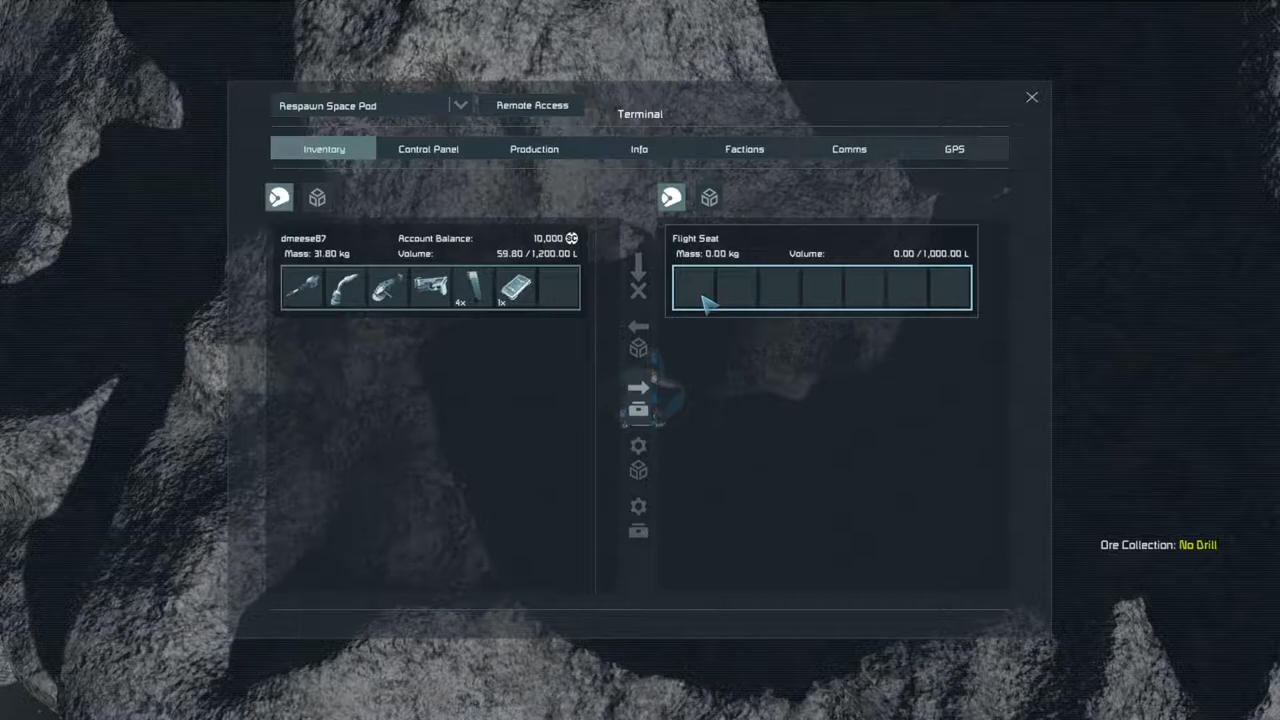 Respawn Space Pod
Remote Access
Terminal
Inventory
Control Panel
Production
Info
Factions
Comms
GPS
dmeese87
Account Balance:
10,000 SC
Mass: 31.80 kg
Volume:
59.80 / 1,200.00 L
4x
1x
Flight Seat
Mass: 0.00 kg
Volume:
0.00 / 1,000.00 L
Ore Collection: No Drill